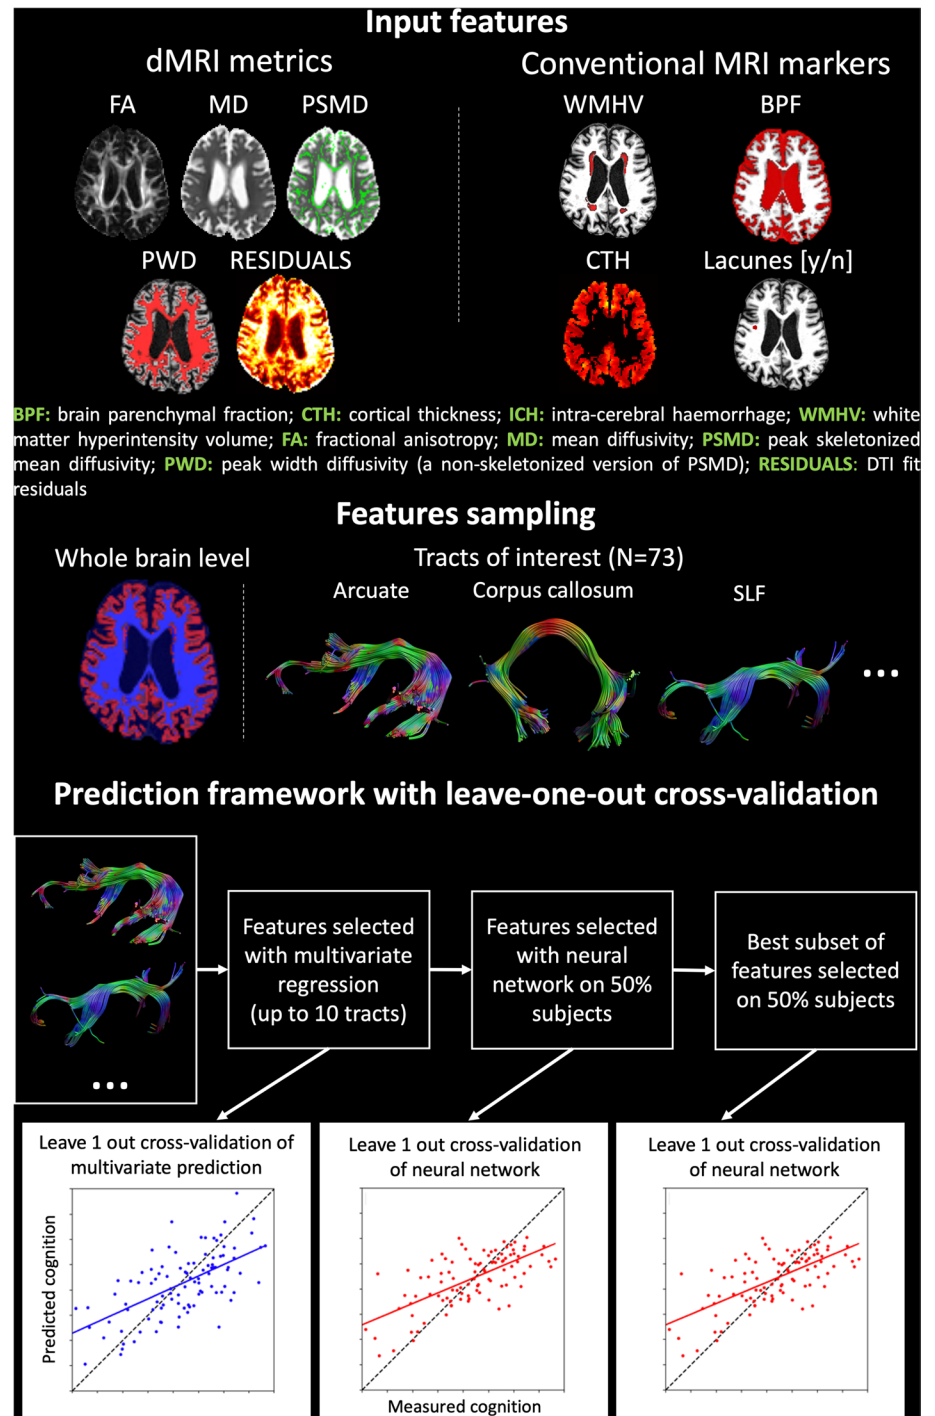 Input features
dMRI metrics
Conventional MRI markers
FA
MD
PSMD
WMHV
BPF
PWD
RESIDUALS
CTH
Lacunes [y/n]
BPF: brain parenchymal fraction; CTH: cortical thickness; ICH: intra-cerebral haemorrhage; WMHV: white
matter hyperintensity volume; FA: fractional anisotropy; MD: mean diffusivity; PSMD: peak skeletonized
mean diffusivity; PWD: peak width diffusivity (a non-skeletonized version of PSMD); RESIDUALS: DTI fit
residuals
Features sampling
Whole brain level
Tracts of interest (N=73)
Arcuate
Corpus callosum
SLF
...
Prediction framework with leave-one-out cross-validation
...
Features selected
with multivariate
regression
(up to 10 tracts)
Features selected
with neural
network on 50%
subjects
Best subset of
features selected
on 50% subjects
Leave 1 out cross-validation of
multivariate prediction
Leave 1 out cross-validation
of neural network
Leave 1 out cross-validation
of neural network
Predicted cognition
Measured cognition